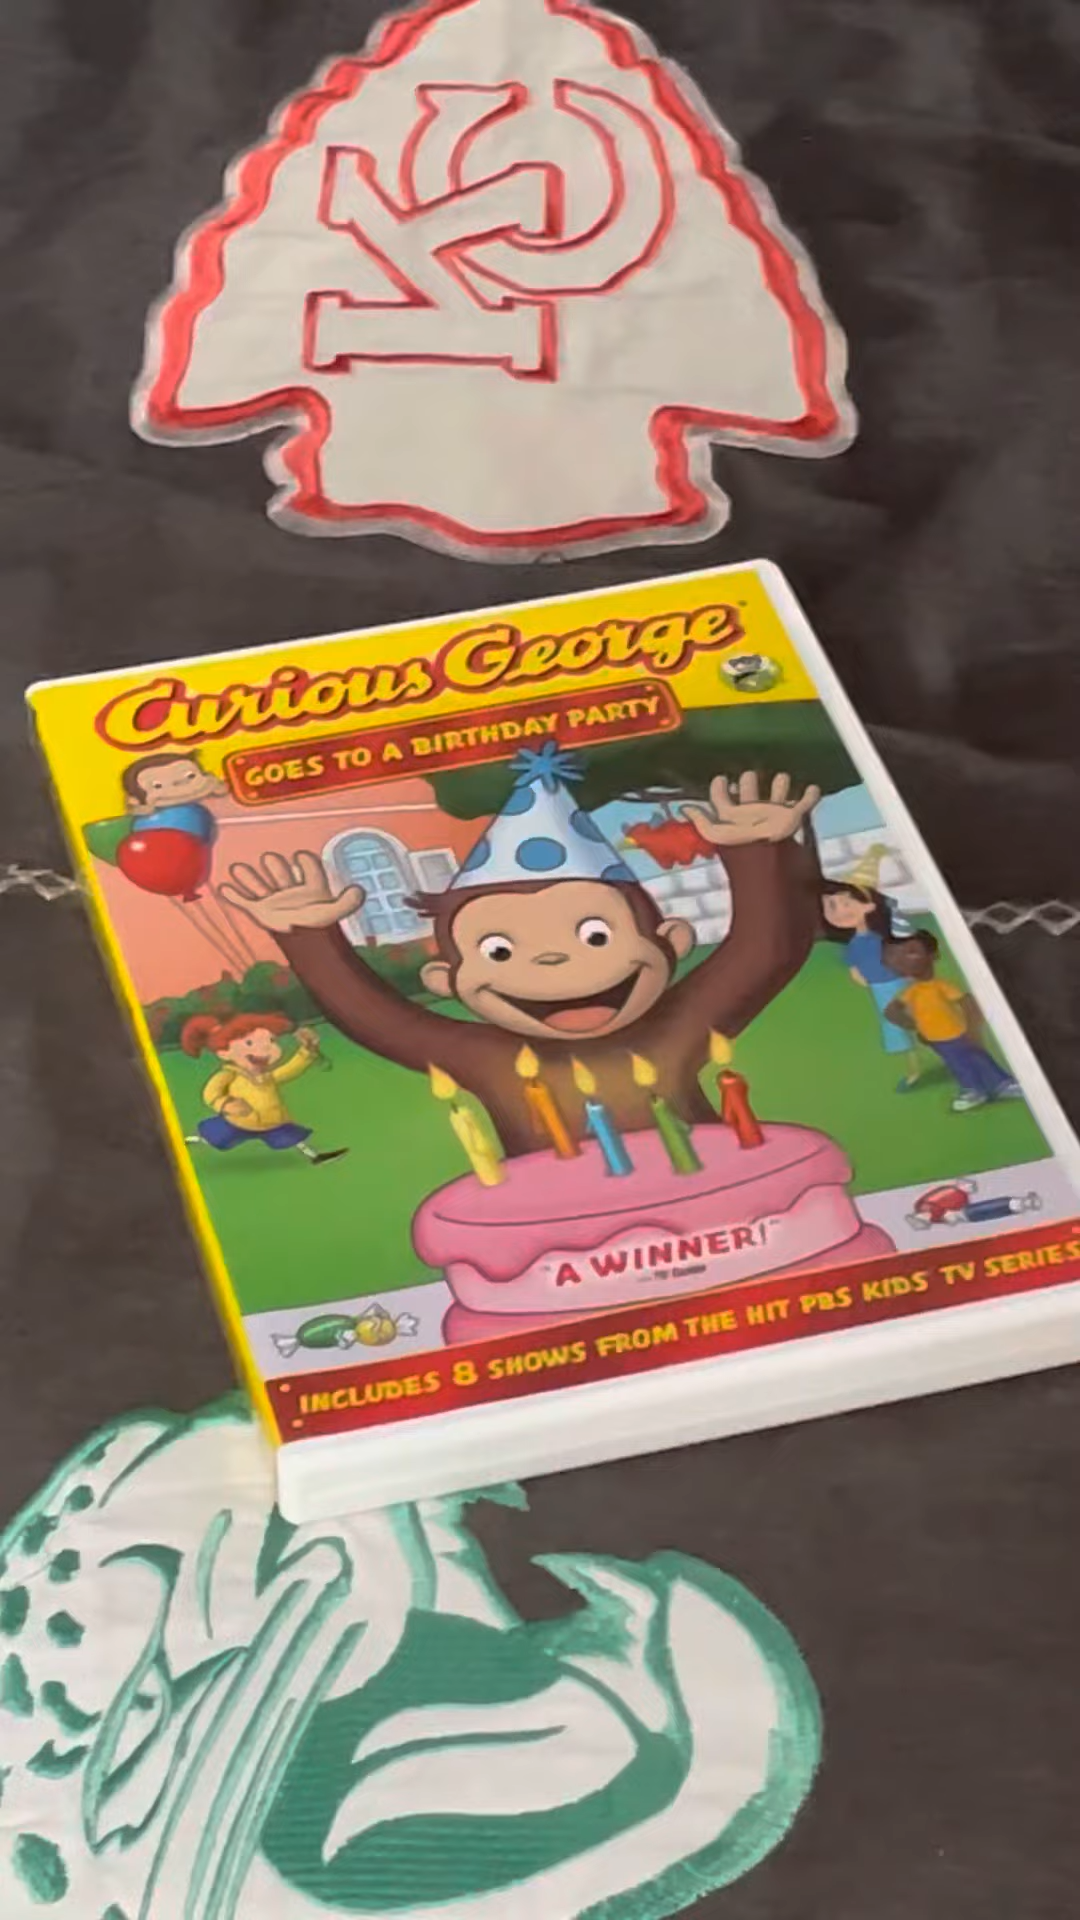 KC
Curious George
GOES TO A BIRTHDAY PARTY
"A WINNER!"
INCLUDES 8 SHOWS FROM THE HIT PBS KIDS TV SERIES